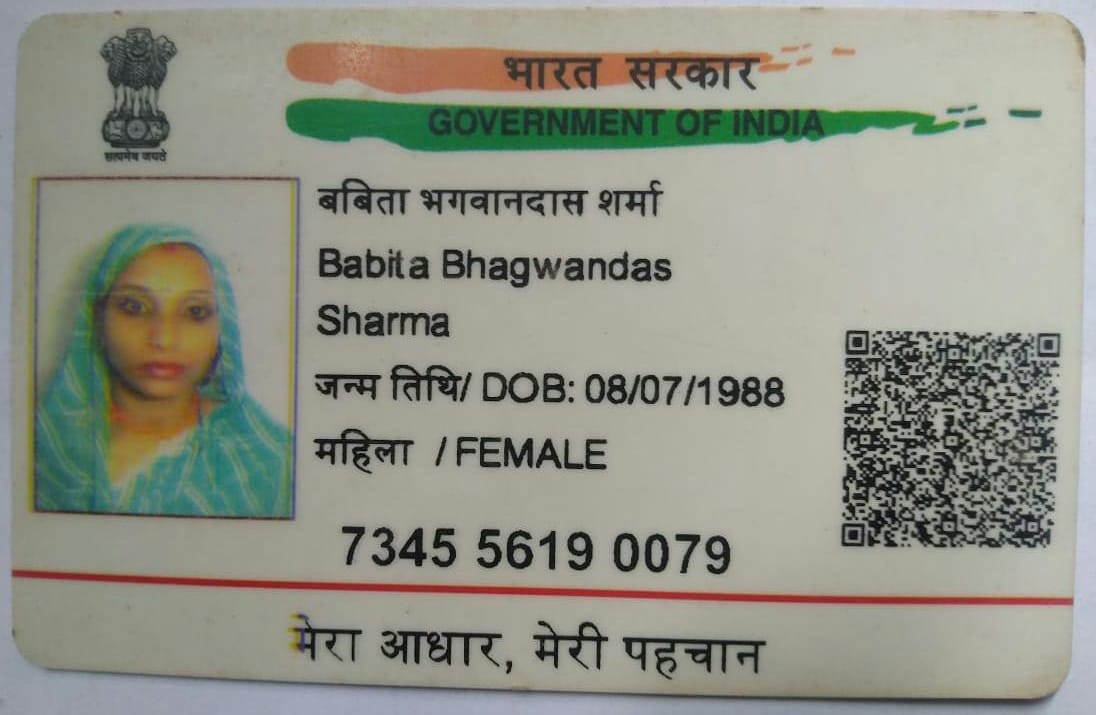 भारत सरकार
GOVERNMENT OF INDIA
सत्यमेव जयते
बबिता भगवानदास शर्मा
Babita Bhagwandas
Sharma
जन्म तिथि/ DOB: 08/07/1988
महिला / FEMALE
7345 5619 0079
मेरा आधार, मेरी पहचान